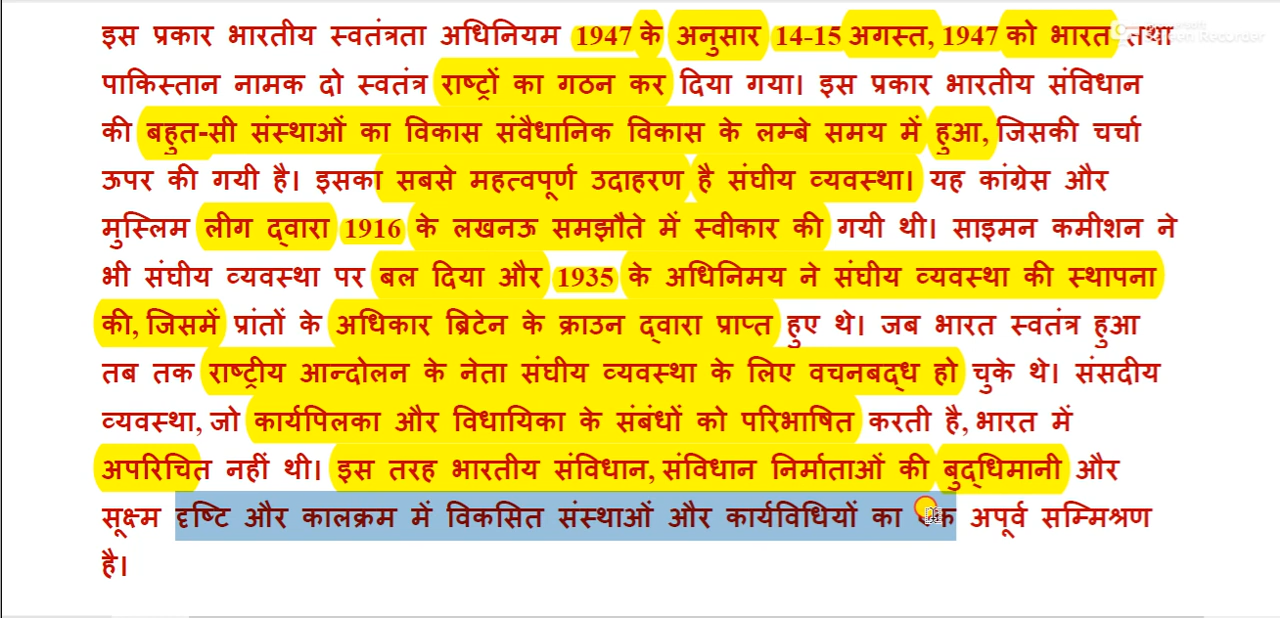 इस प्रकार भारतीय स्वतंत्रता अधिनियम 1947 के अनुसार 14-15 अगस्त, 1947 को भारत तथा
पाकिस्तान नामक दो स्वतंत्र राष्ट्रों का गठन कर दिया गया। इस प्रकार भारतीय संविधान
की बहुत-सी संस्थाओं का विकास संवैधानिक विकास के लम्बे समय में हुआ, जिसकी चर्चा
ऊपर की गयी है। इसका सबसे महत्वपूर्ण उदाहरण है संघीय व्यवस्था। यह कांग्रेस और
मुस्लिम लीग द्वारा 1916 के लखनऊ समझौते में स्वीकार की गयी थी। साइमन कमीशन ने
भी संघीय व्यवस्था पर बल दिया और 1935 के अधिनिमय ने संघीय व्यवस्था की स्थापना
की, जिसमें प्रांतों के अधिकार ब्रिटेन के क्राउन द्वारा प्राप्त हुए थे। जब भारत स्वतंत्र हुआ
तब तक राष्ट्रीय आन्दोलन के नेता संघीय व्यवस्था के लिए वचनबद्ध हो चुके थे। संसदीय
व्यवस्था, जो कार्यपिलका और विधायिका के संबंधों को परिभाषित करती है, भारत में
अपरिचित नहीं थी। इस तरह भारतीय संविधान, संविधान निर्माताओं की बुद्धिमानी और
सूक्ष्म दृष्टि और कालक्रम में विकसित संस्थाओं और कार्यविधियों का अपूर्व सम्मिश्रण
है।